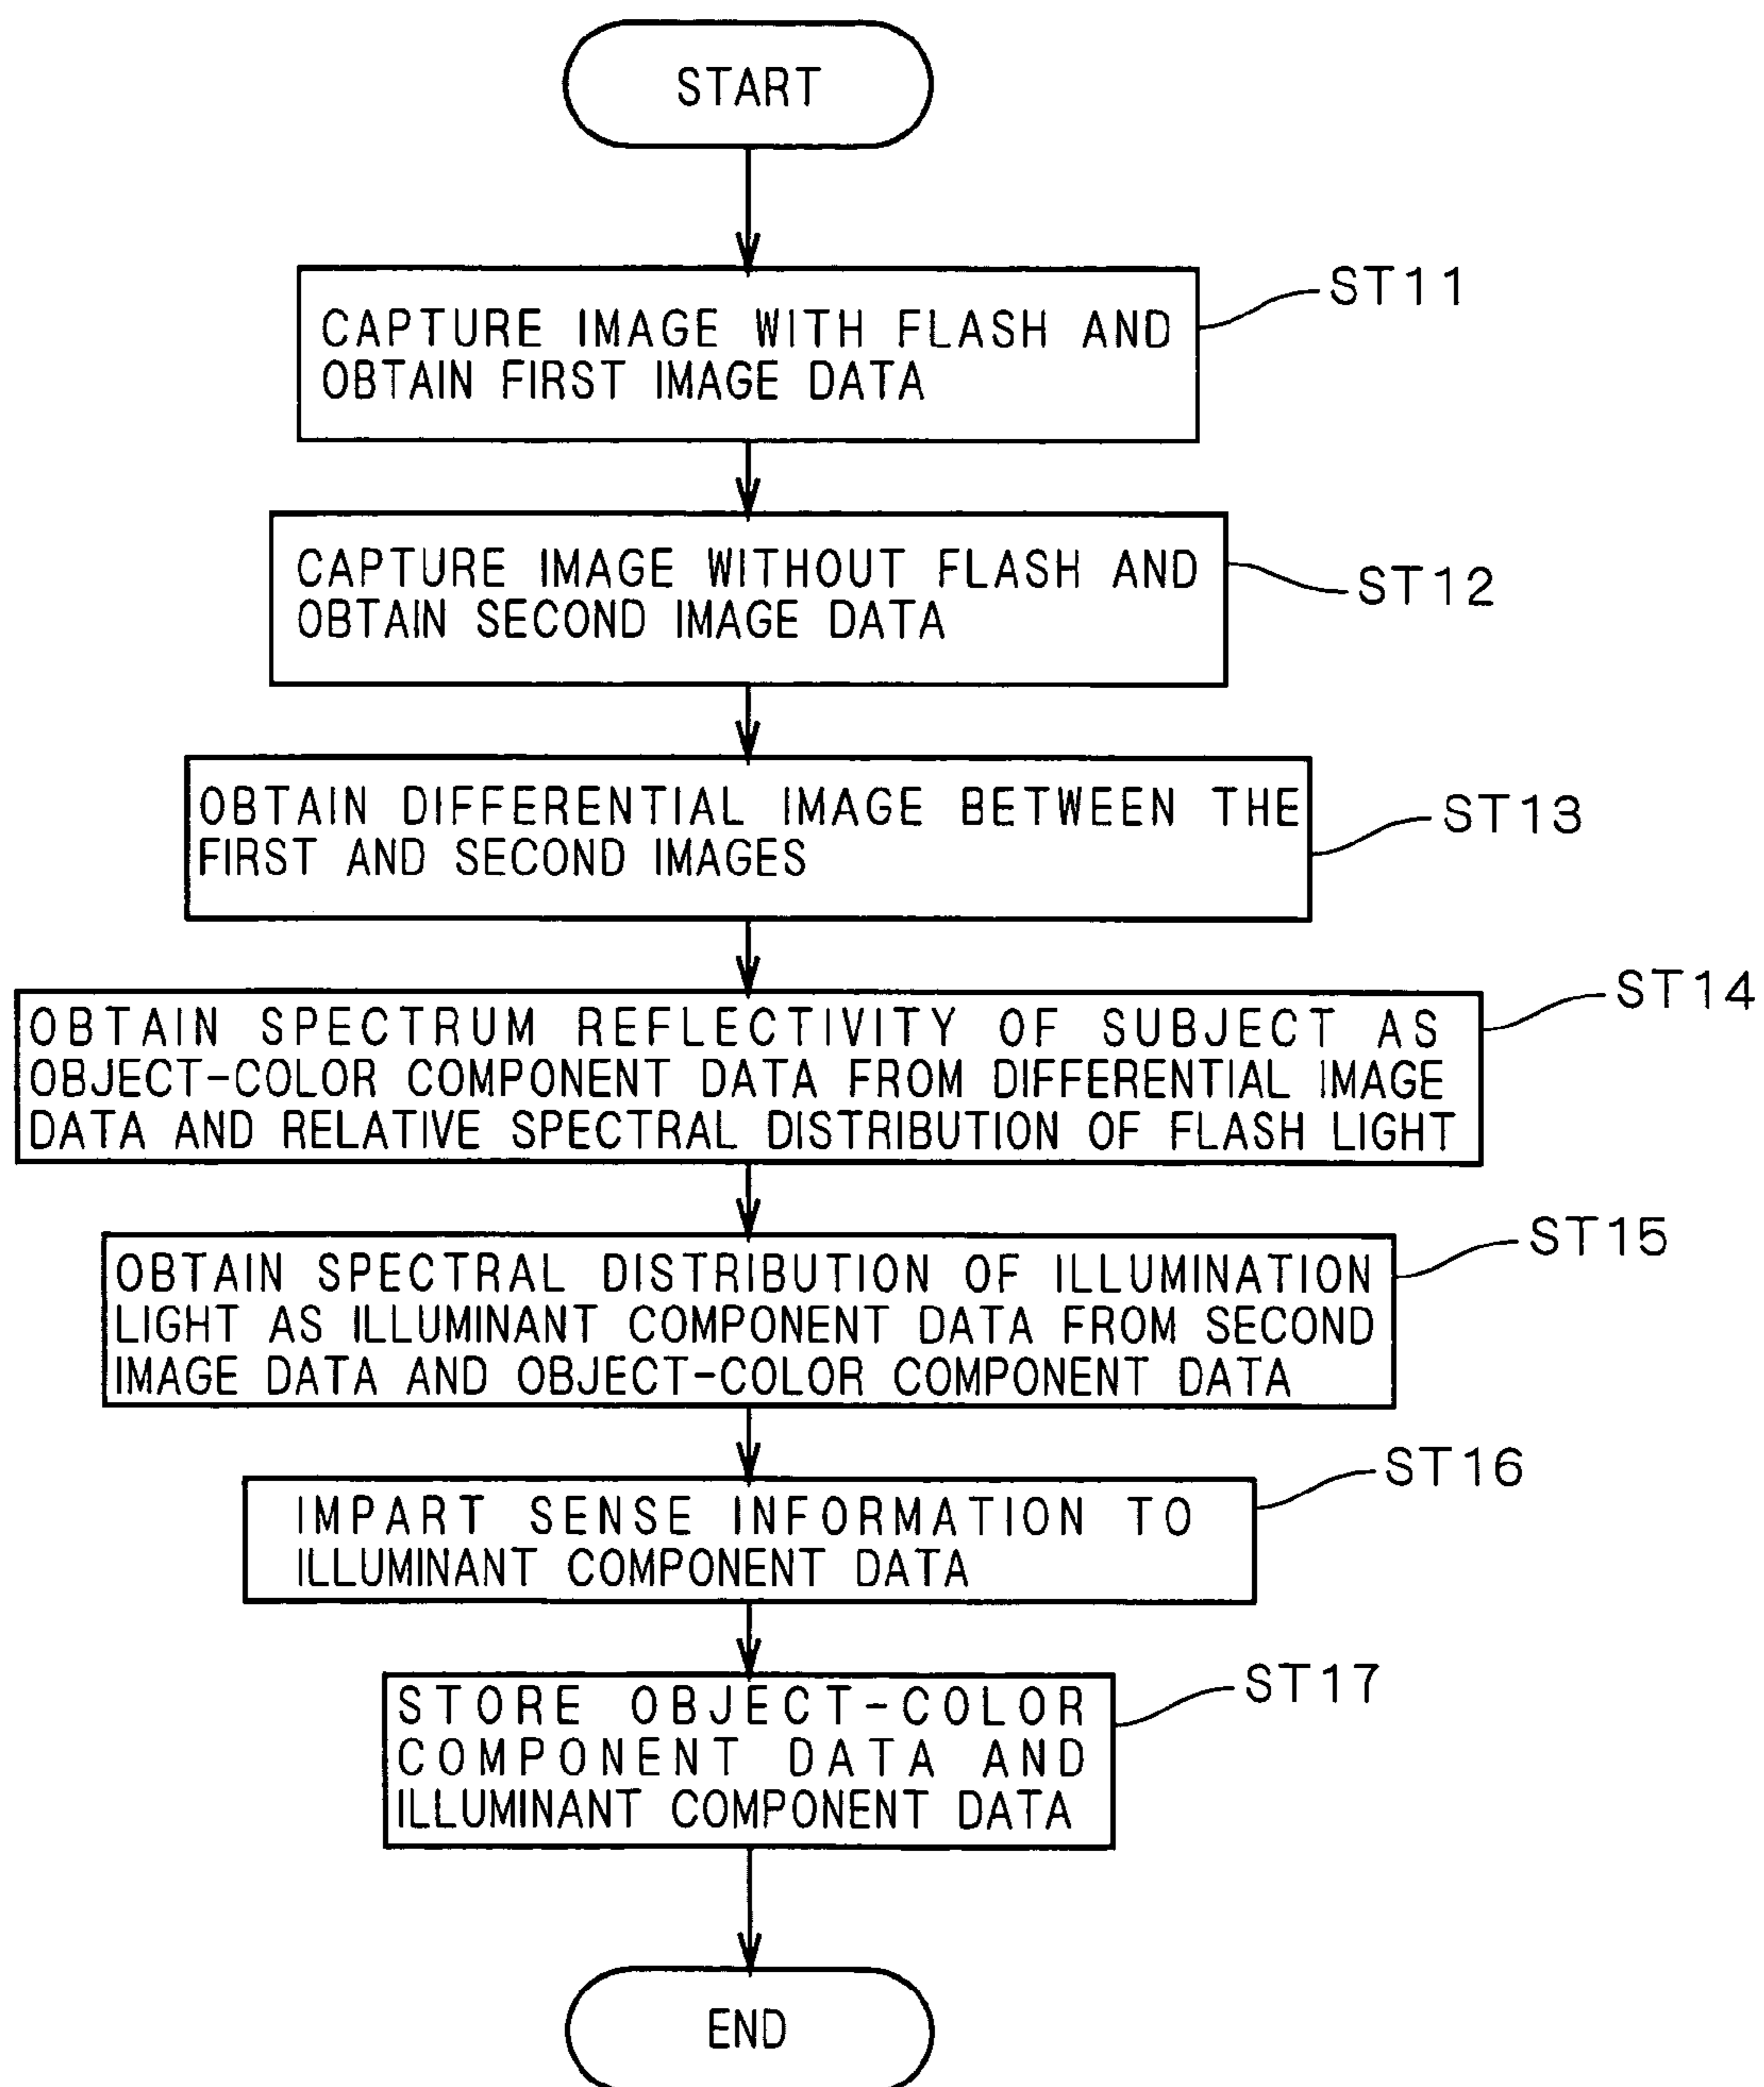 START
ST11
CAPTURE IMAGE WITH FLASH AND
OBTAIN FIRST IMAGE DATA
ST12
CAPTURE IMAGE WITHOUT FLASH AND
OBTAIN SECOND IMAGE DATA
ST13
OBTAIN DIFFERENTIAL IMAGE BETWEEN THE
FIRST AND SECOND IMAGES
ST14
OBTAIN SPECTRUM REFLECTIVITY OF SUBJECT AS
OBJECT-COLOR COMPONENT DATA FROM DIFFERENTIAL IMAGE
DATA AND RELATIVE SPECTRAL DISTRIBUTION OF FLASH LIGHT
ST15
OBTAIN SPECTRAL DISTRIBUTION OF ILLUMINATION
LIGHT AS ILLUMINANT COMPONENT DATA FROM SECOND
IMAGE DATA AND OBJECT-COLOR COMPONENT DATA
ST16
IMPART SENSE INFORMATION TO
ILLUMINANT COMPONENT DATA
ST17
STORE OBJECT-COLOR
COMPONENT DATA AND
ILLUMINANT COMPONENT DATA
END